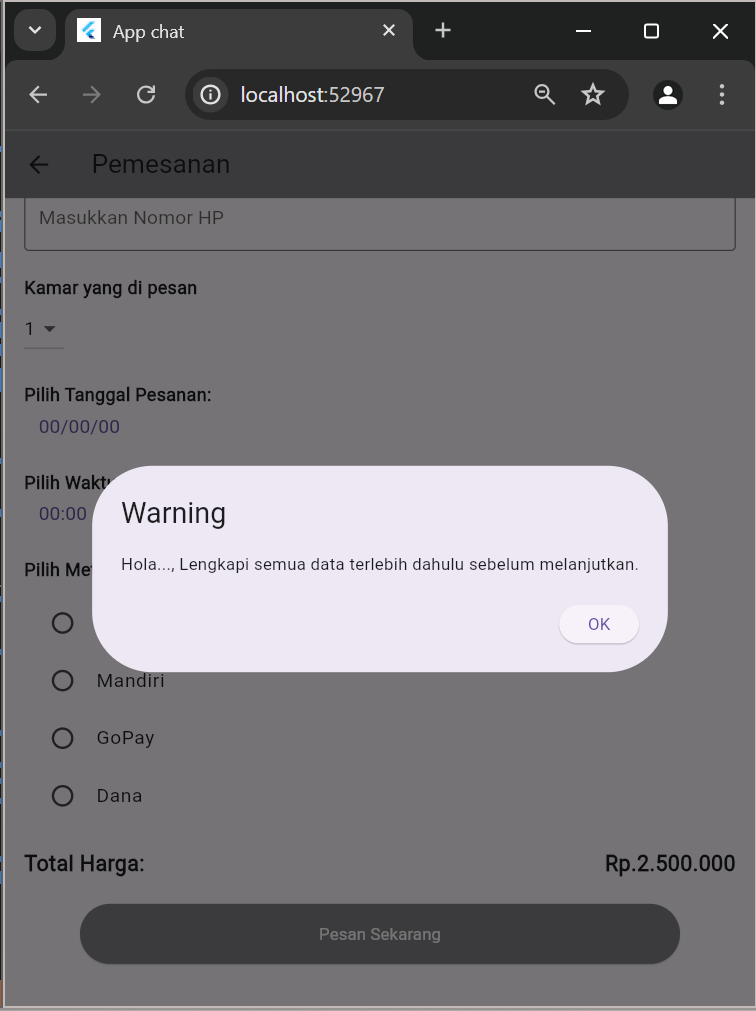 App chat
localhost:52967
Pemesanan
Masukkan Nomor HP
Kamar yang di pesan
1
Pilih Tanggal Pesanan:
00/00/00
Pilih
00:00
Pilih
Warning
Hola..., Lengkapi semua data terlebih dahulu sebelum melanjutkan.
OK
Mandiri
GoPay
Dana
Total Harga:
Rp.2.500.000
Pesan Sekarang